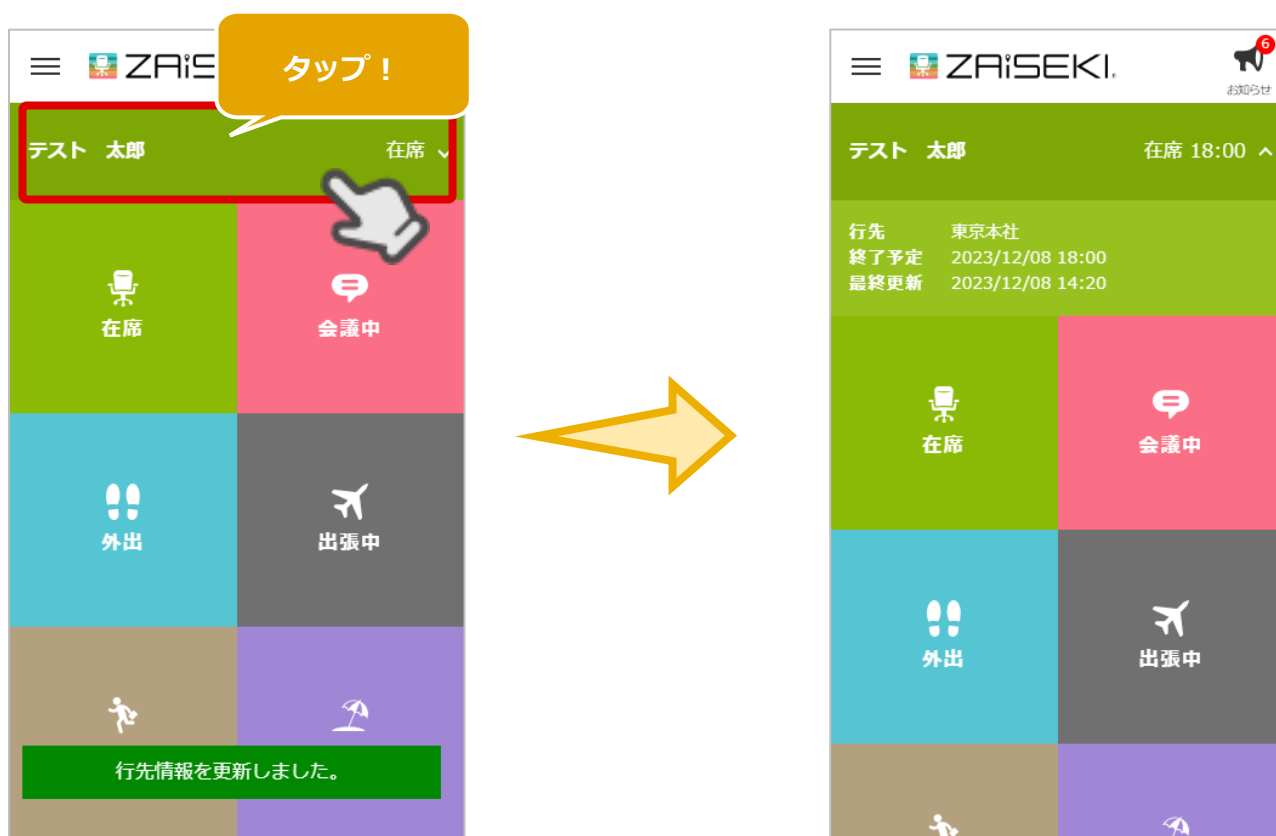 ZAiS
タップ！
テスト 太郎
在席
在席
会議中
外出
出張中
行先情報を更新しました。
ZAiSEKI.
6
お知らせ
テスト 太郎
在席 18:00
行先 東京本社
終了予定 2023/12/08 18:00
最終更新 2023/12/08 14:20
在席
会議中
外出
出張中